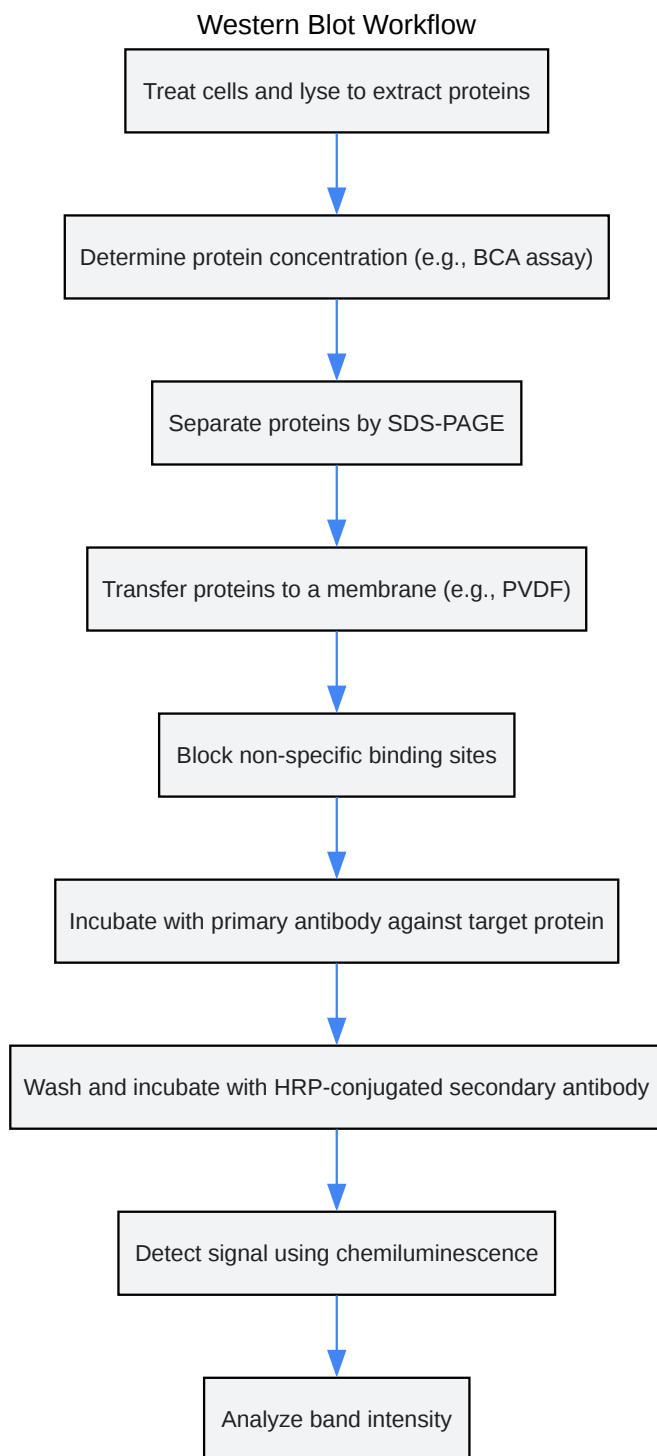 Western Blot Workflow
Treat cells and lyse to extract proteins
Determine protein concentration (e.g., BCA assay)
Separate proteins by SDS-PAGE
Transfer proteins to a membrane (e.g., PVDF)
Block non-specific binding sites
Incubate with primary antibody against target protein
Wash and incubate with HRP-conjugated secondary antibody
Detect signal using chemiluminescence
Analyze band intensity